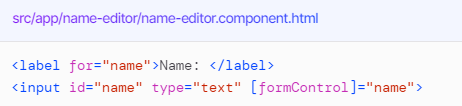 src/app/name-editor/name-editor.component.html
<label for="name">Name: </label>
<input id="name" type="text" [formControl]="name">